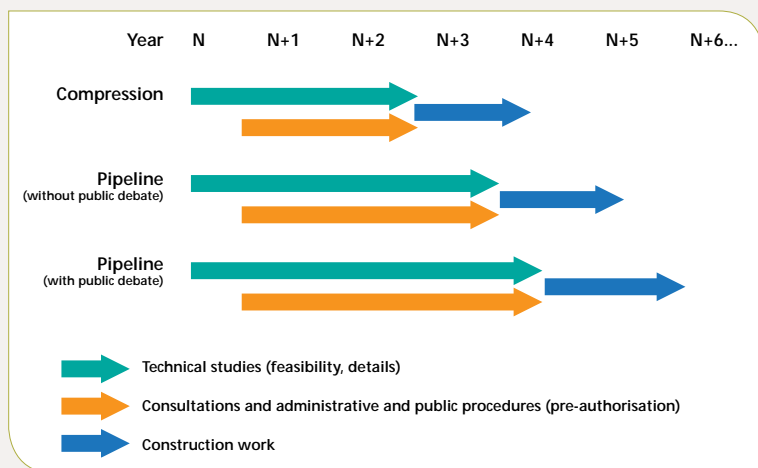 Year N N+1 N+2 N+3 N+4 N+5 N+6...
Compression
Pipeline
(without public debate)
Pipeline
(with public debate)
Technical studies (feasibility, details)
Consultations and administrative and public procedures (pre-authorisation)
Construction work